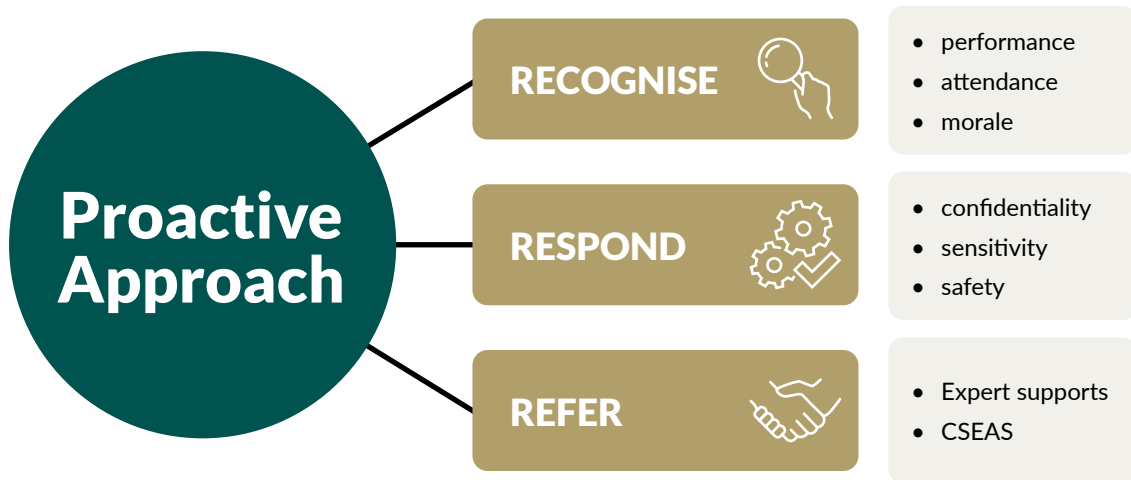 Proactive
Approach
RECOGNISE
• performance
• attendance
• morale
RESPOND
• confidentiality
• sensitivity
• safety
REFER
• Expert supports
• CSEAS